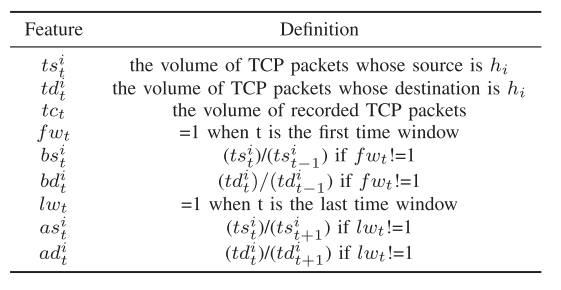 Feature Definition
ts_t^i the volume of TCP packets whose source is h_i
td_t^i the volume of TCP packets whose destination is h_i
tc_t the volume of recorded TCP packets
fw_t =1 when t is the first time window
bs_t^i (ts_t^i)/(ts_{t-1}^i) if fw_t!=1
bd_t^i (td_t^i)/(td_{t-1}^i) if fw_t!=1
lw_t =1 when t is the last time window
as_t^i (ts_t^i)/(ts_{t+1}^i) if lw_t!=1
ad_t^i (td_t^i)/(td_{t+1}^i) if lw_t!=1